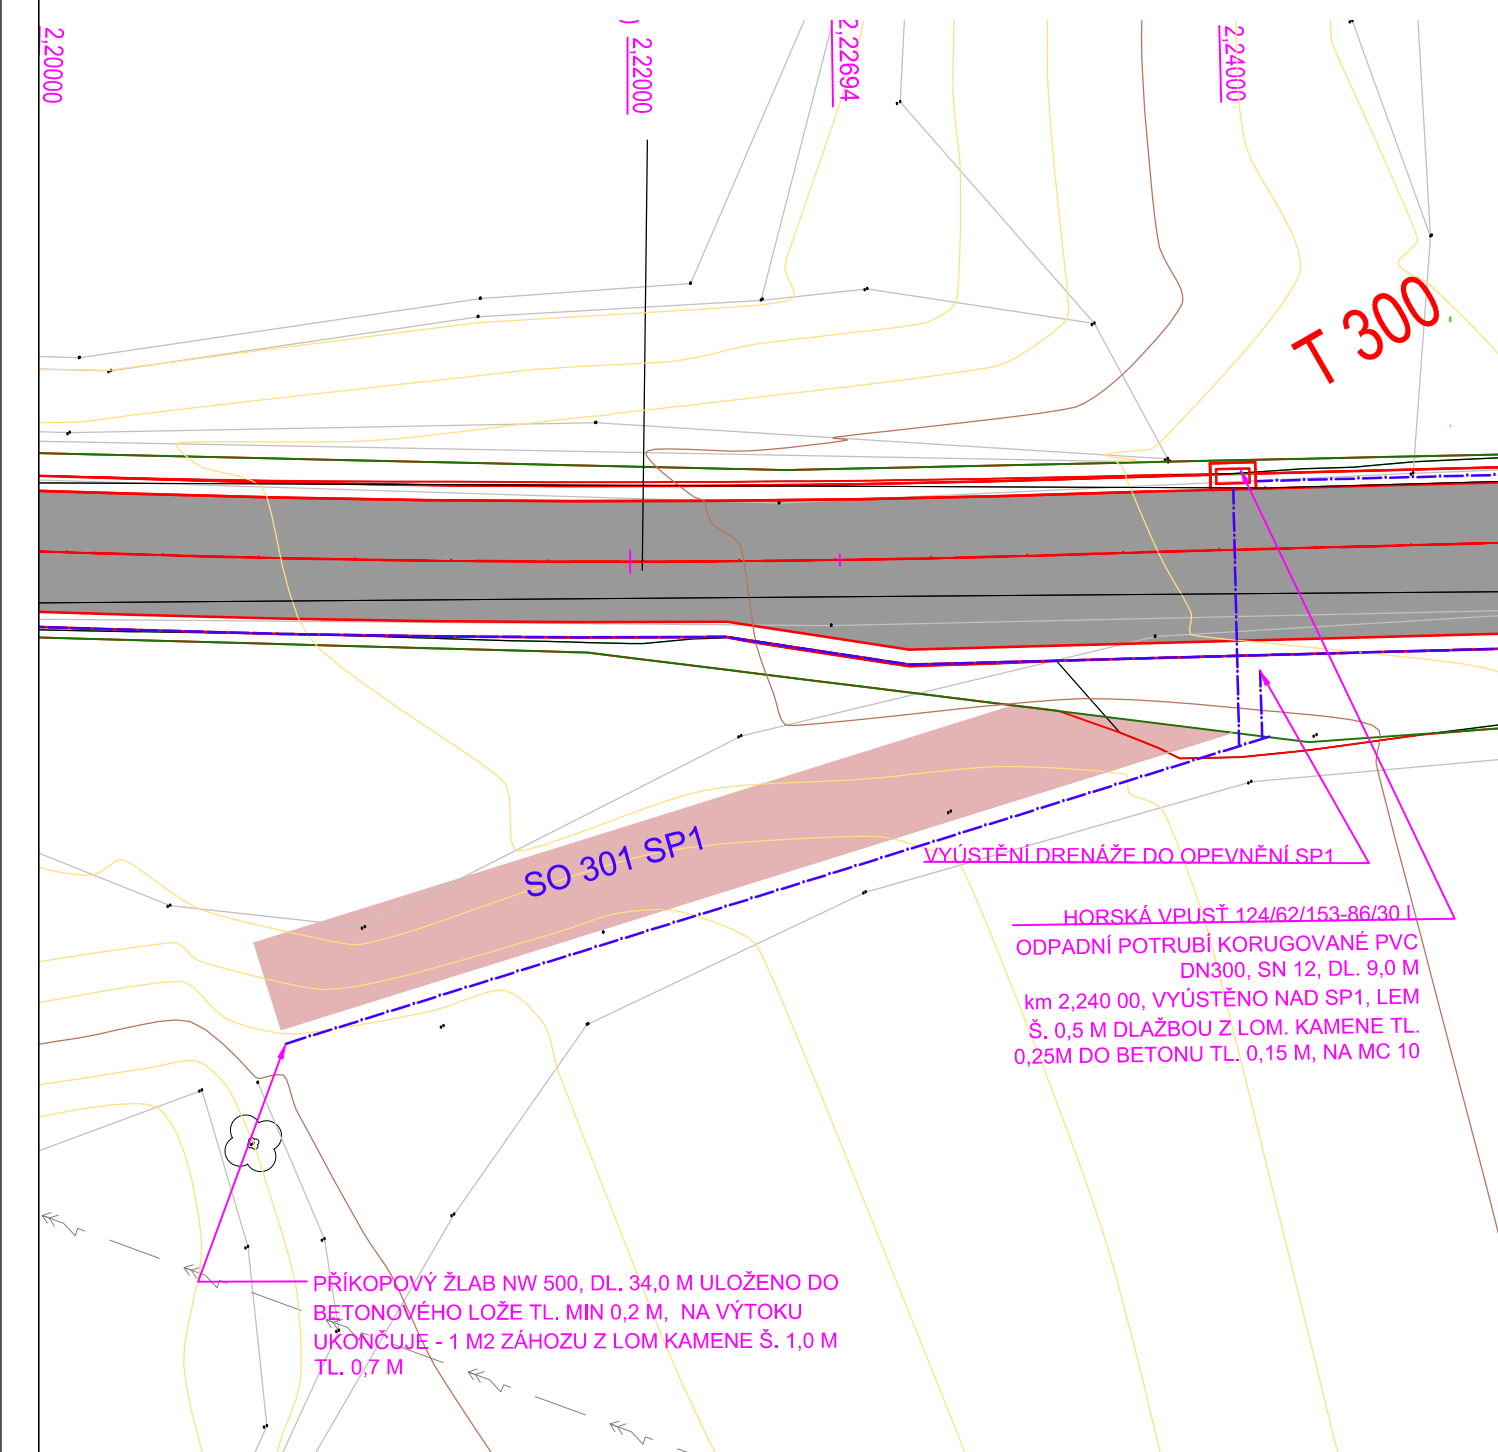 2,20000
) 2,22000
2,22694
2,24000
T 300
SO 301 SP1
VYÚSTĚNÍ DRENÁŽE DO OPEVNĚNÍ SP1
HORSKÁ VPUSŤ 124/62/153-86/30 L
ODPADNÍ POTRUBÍ KORUGOVANÉ PVC
DN300, SN 12, DL. 9,0 M
km 2,240 00, VYÚSTĚNO NAD SP1, LEM
Š. 0,5 M DLAŽBOU Z LOM. KAMENE TL.
0,25M DO BETONU TL. 0,15 M, NA MC 10
PŘÍKOPOVÝ ŽLAB NW 500, DL. 34,0 M ULOŽENO DO
BETONOVÉHO LOŽE TL. MIN 0,2 M, NA VÝTOKU
UKONČUJE - 1 M2 ZÁHOZU Z LOM KAMENE Š. 1,0 M
TL. 0,7 M